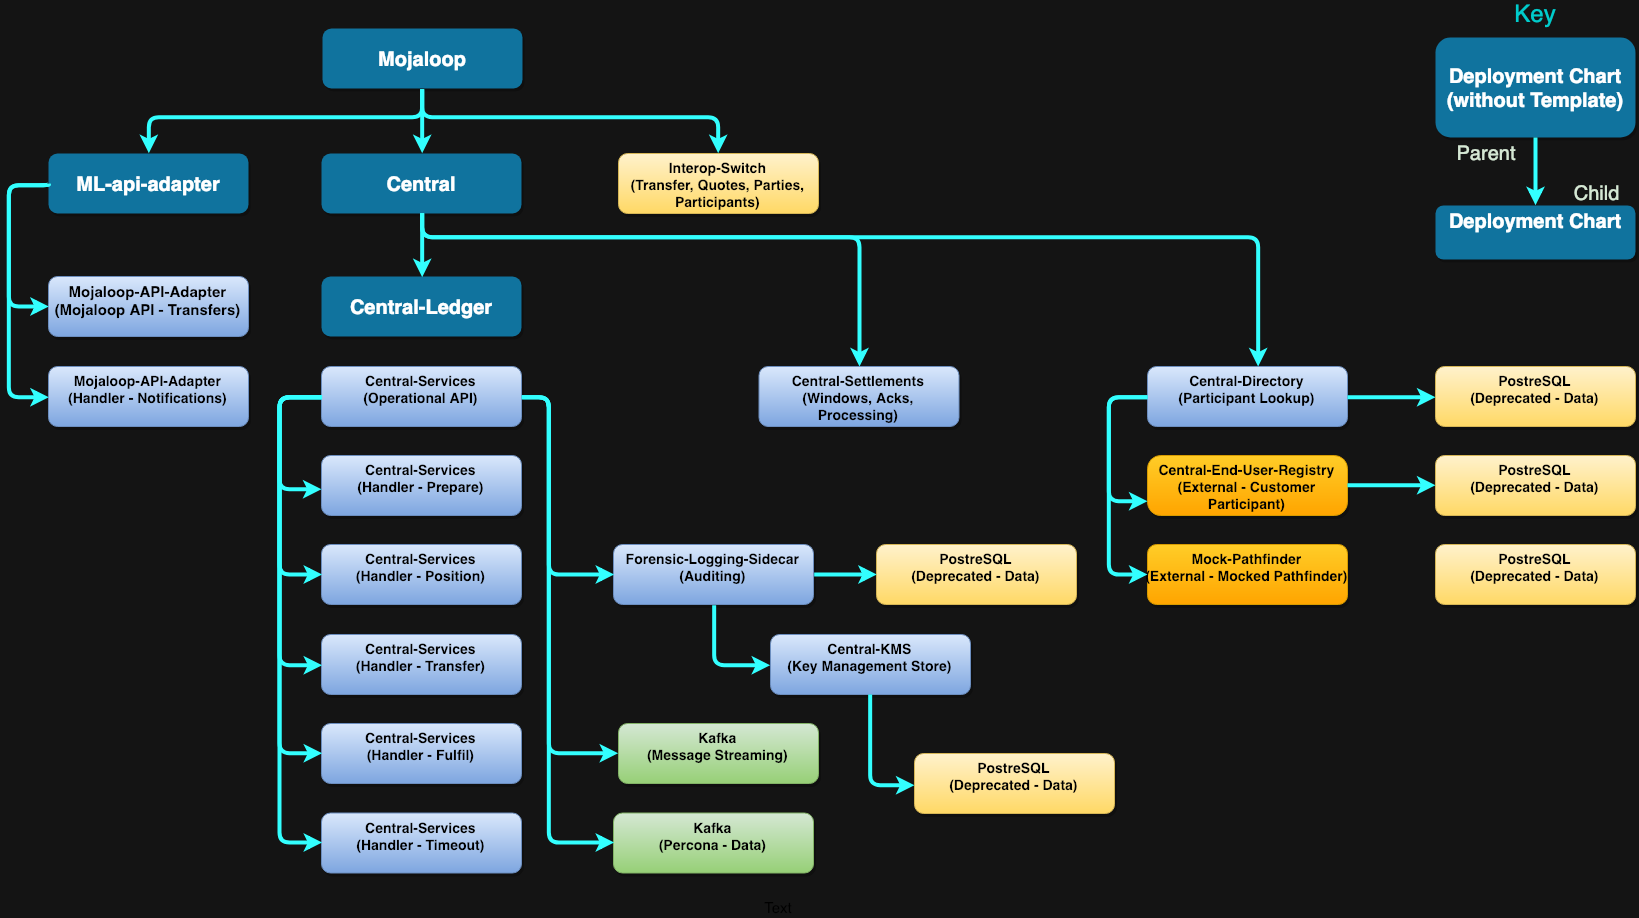 Key
Mojaloop
Deployment Chart
(without Template)
Parent
Child
Deployment Chart
ML-api-adapter
Central
Interop-Switch
(Transfer, Quotes, Parties,
Participants)
Mojaloop-API-Adapter
(Mojaloop API - Transfers)
Central-Ledger
Mojaloop-API-Adapter
(Handler - Notifications)
Central-Services
(Operational API)
Central-Settlements
(Windows, Acks,
Processing)
Central-Directory
(Participant Lookup)
PostreSQL
(Deprecated - Data)
Central-Services
(Handler - Prepare)
Central-End-User-Registry
(External - Customer
Participant)
PostreSQL
(Deprecated - Data)
Central-Services
(Handler - Position)
Forensic-Logging-Sidecar
(Auditing)
PostreSQL
(Deprecated - Data)
Mock-Pathfinder
(External - Mocked Pathfinder)
PostreSQL
(Deprecated - Data)
Central-Services
(Handler - Transfer)
Central-KMS
(Key Management Store)
Central-Services
(Handler - Fulfil)
Kafka
(Message Streaming)
PostreSQL
(Deprecated - Data)
Central-Services
(Handler - Timeout)
Kafka
(Percona - Data)
Text